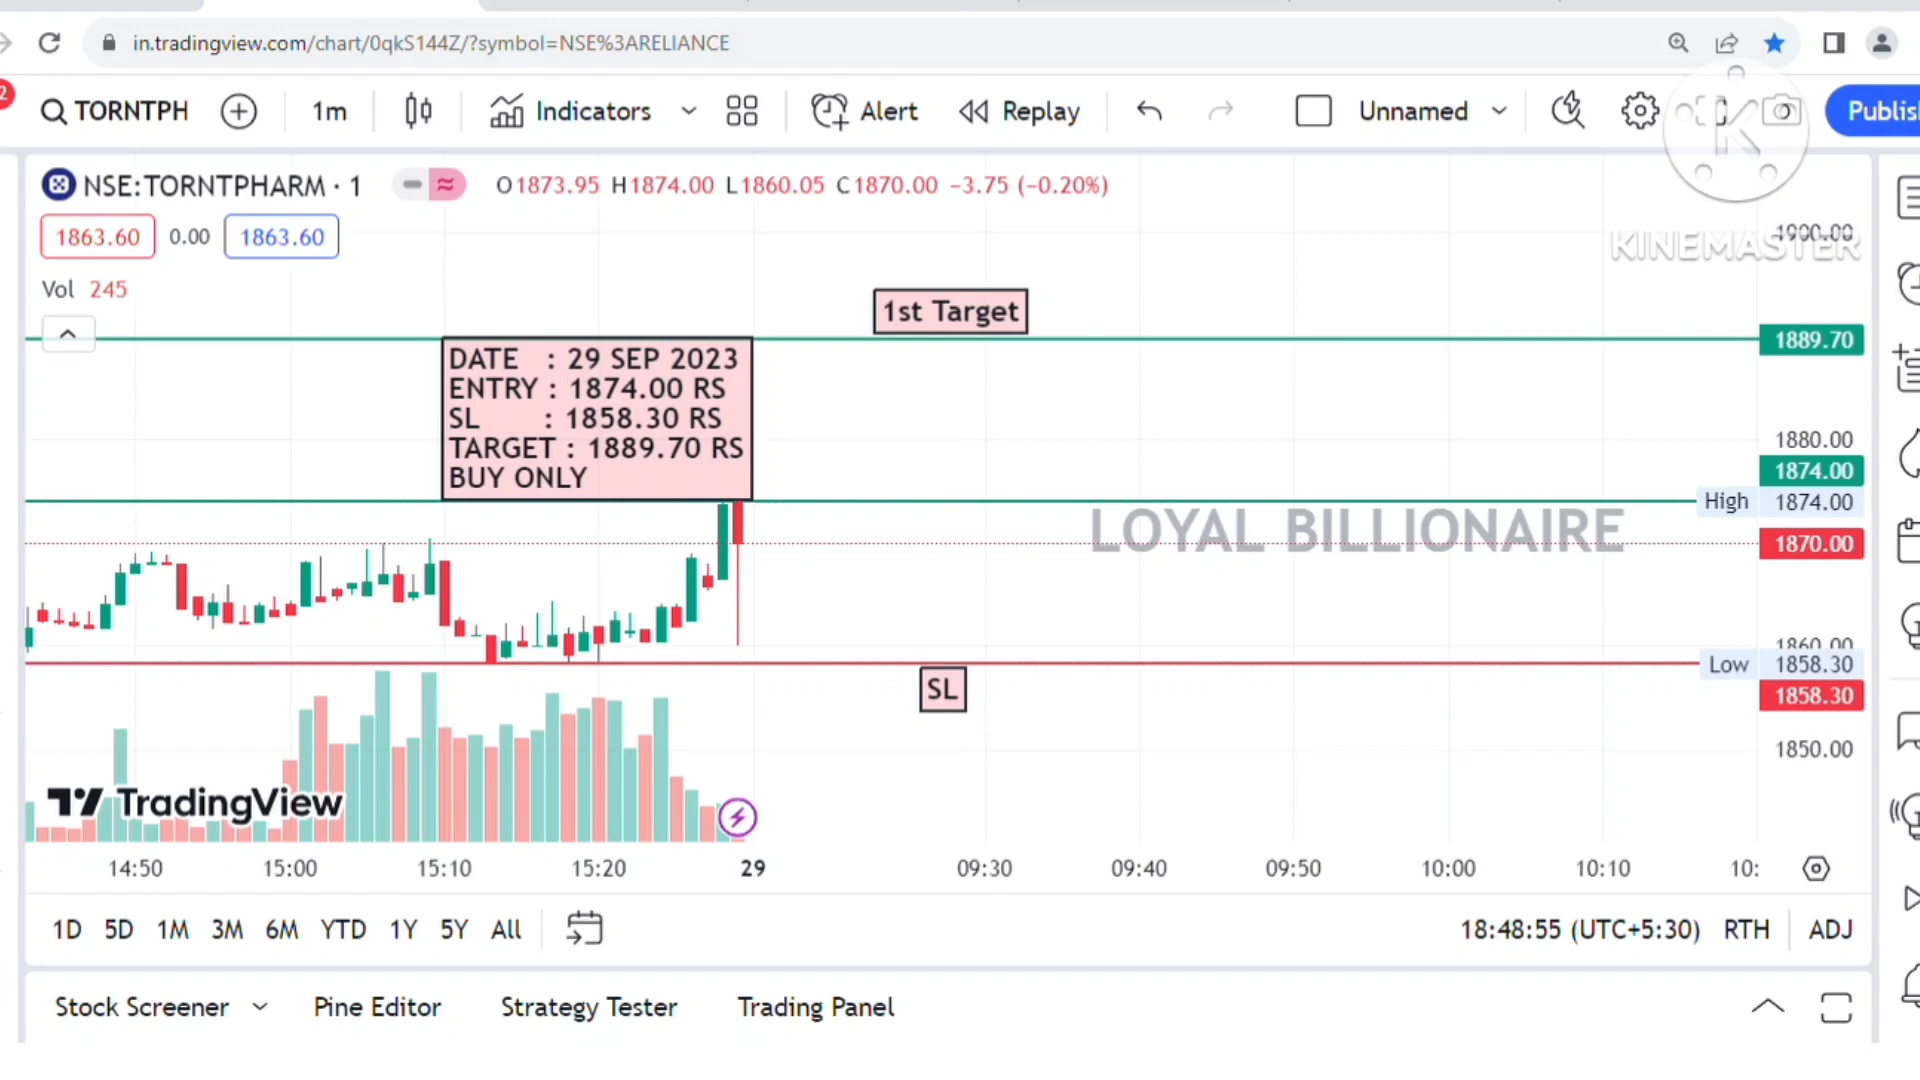 in.tradingview.com/chart/0qkS144Z/?symbol=NSE%3ARELIANCE
2
TORNTPH
1m
Indicators
Alert
Replay
Unnamed
NSE:TORNTPHARM · 1
O1873.95 H1874.00 L1860.05 C1870.00 −3.75 (−0.20%)
1863.60 0.00 1863.60
Vol 245
KINEMASTER
1900.00
1st Target
1889.70
DATE : 29 SEP 2023
ENTRY : 1874.00 RS
SL : 1858.30 RS
TARGET : 1889.70 RS
BUY ONLY
1880.00
1874.00
High 1874.00
LOYAL BILLIONAIRE
1870.00
1860.00
Low 1858.30
SL
1858.30
1850.00
TradingView
14:50 15:00 15:10 15:20 29 09:30 09:40 09:50 10:00 10:10 10:
1D 5D 1M 3M 6M YTD 1Y 5Y All
18:48:55 (UTC+5:30) RTH ADJ
Stock Screener Pine Editor Strategy Tester Trading Panel